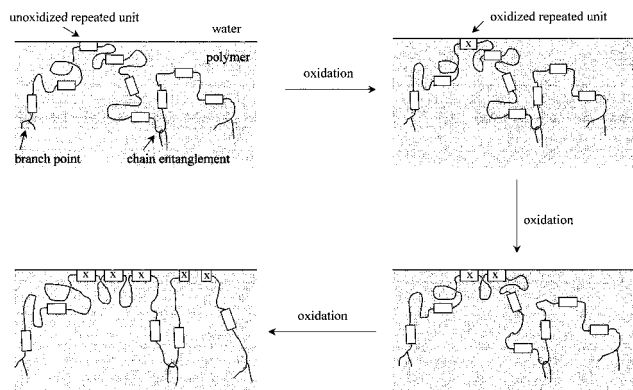 unoxidized repeated unit
water
polymer
branch point
chain entanglement
oxidation
oxidized repeated unit
x
oxidation
x x
oxidation
x x x x x